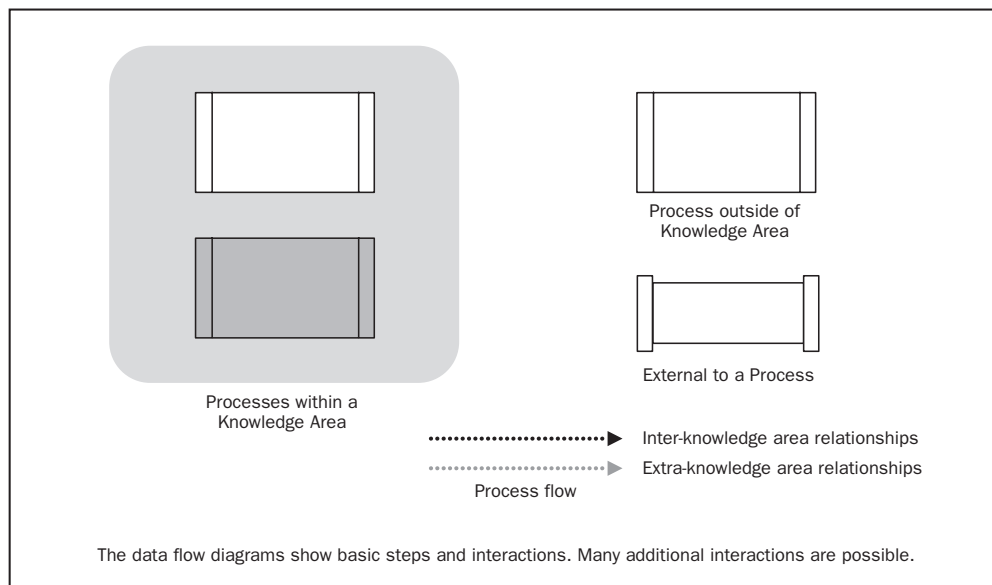 Process outside of
Knowledge Area
External to a Process
Processes within a
Knowledge Area
Inter-knowledge area relationships
Extra-knowledge area relationships
Process flow
The data flow diagrams show basic steps and interactions. Many additional interactions are possible.